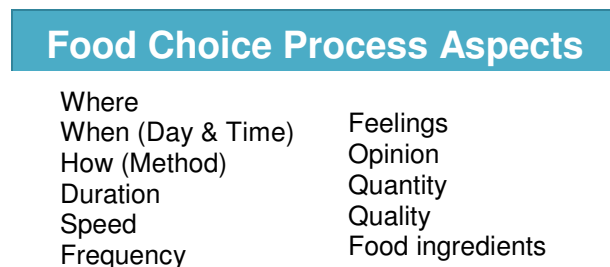 Food Choice Process Aspects
Where
When (Day & Time)
How (Method)
Duration
Speed
Frequency
Feelings
Opinion
Quantity
Quality
Food ingredients